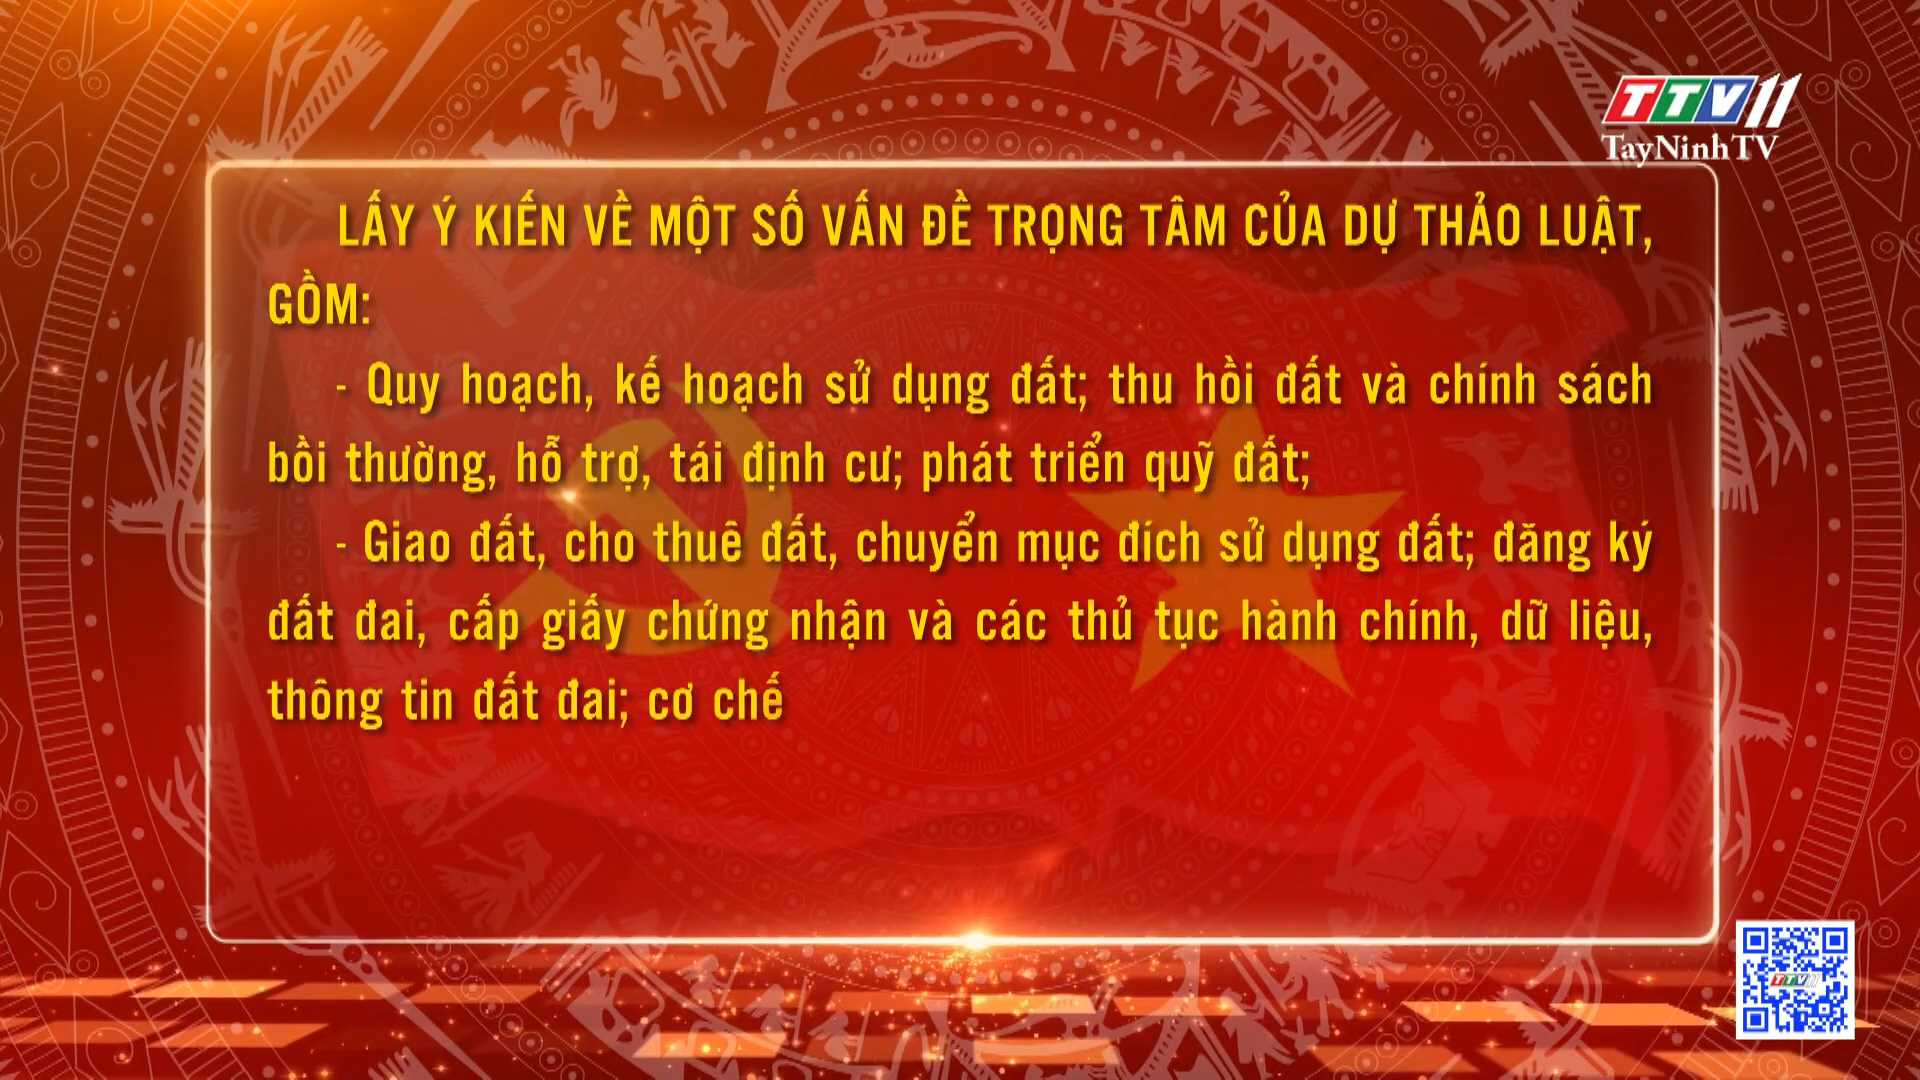 TTV11
TayNinhTV
LẤY Ý KIẾN VỀ MỘT SỐ VẤN ĐỀ TRỌNG TÂM CỦA DỰ THẢO LUẬT,
GỒM:
- Quy hoạch, kế hoạch sử dụng đất; thu hồi đất và chính sách
bồi thường, hỗ trợ, tái định cư; phát triển quỹ đất;
- Giao đất, cho thuê đất, chuyển mục đích sử dụng đất; đăng ký
đất đai, cấp giấy chứng nhận và các thủ tục hành chính, dữ liệu,
thông tin đất đai; cơ chế
TTV11